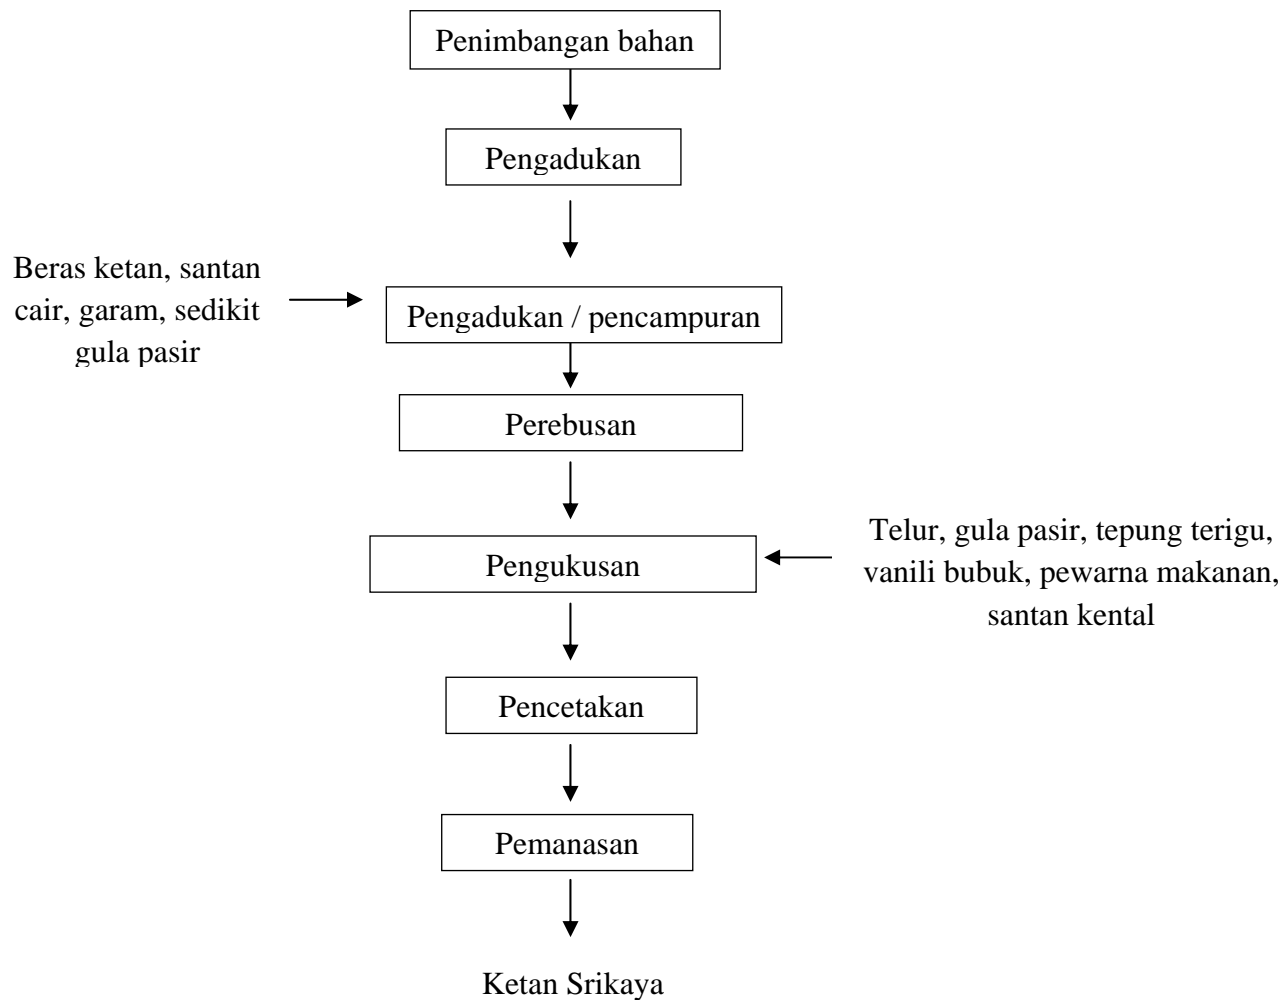 Penimbangan bahan
Pengadukan
Beras ketan, santan
cair, garam, sedikit
gula pasir
Pengadukan / pencampuran
Perebusan
Pengukusan
Telur, gula pasir, tepung terigu,
vanili bubuk, pewarna makanan,
santan kental
Pencetakan
Pemanasan
Ketan Srikaya